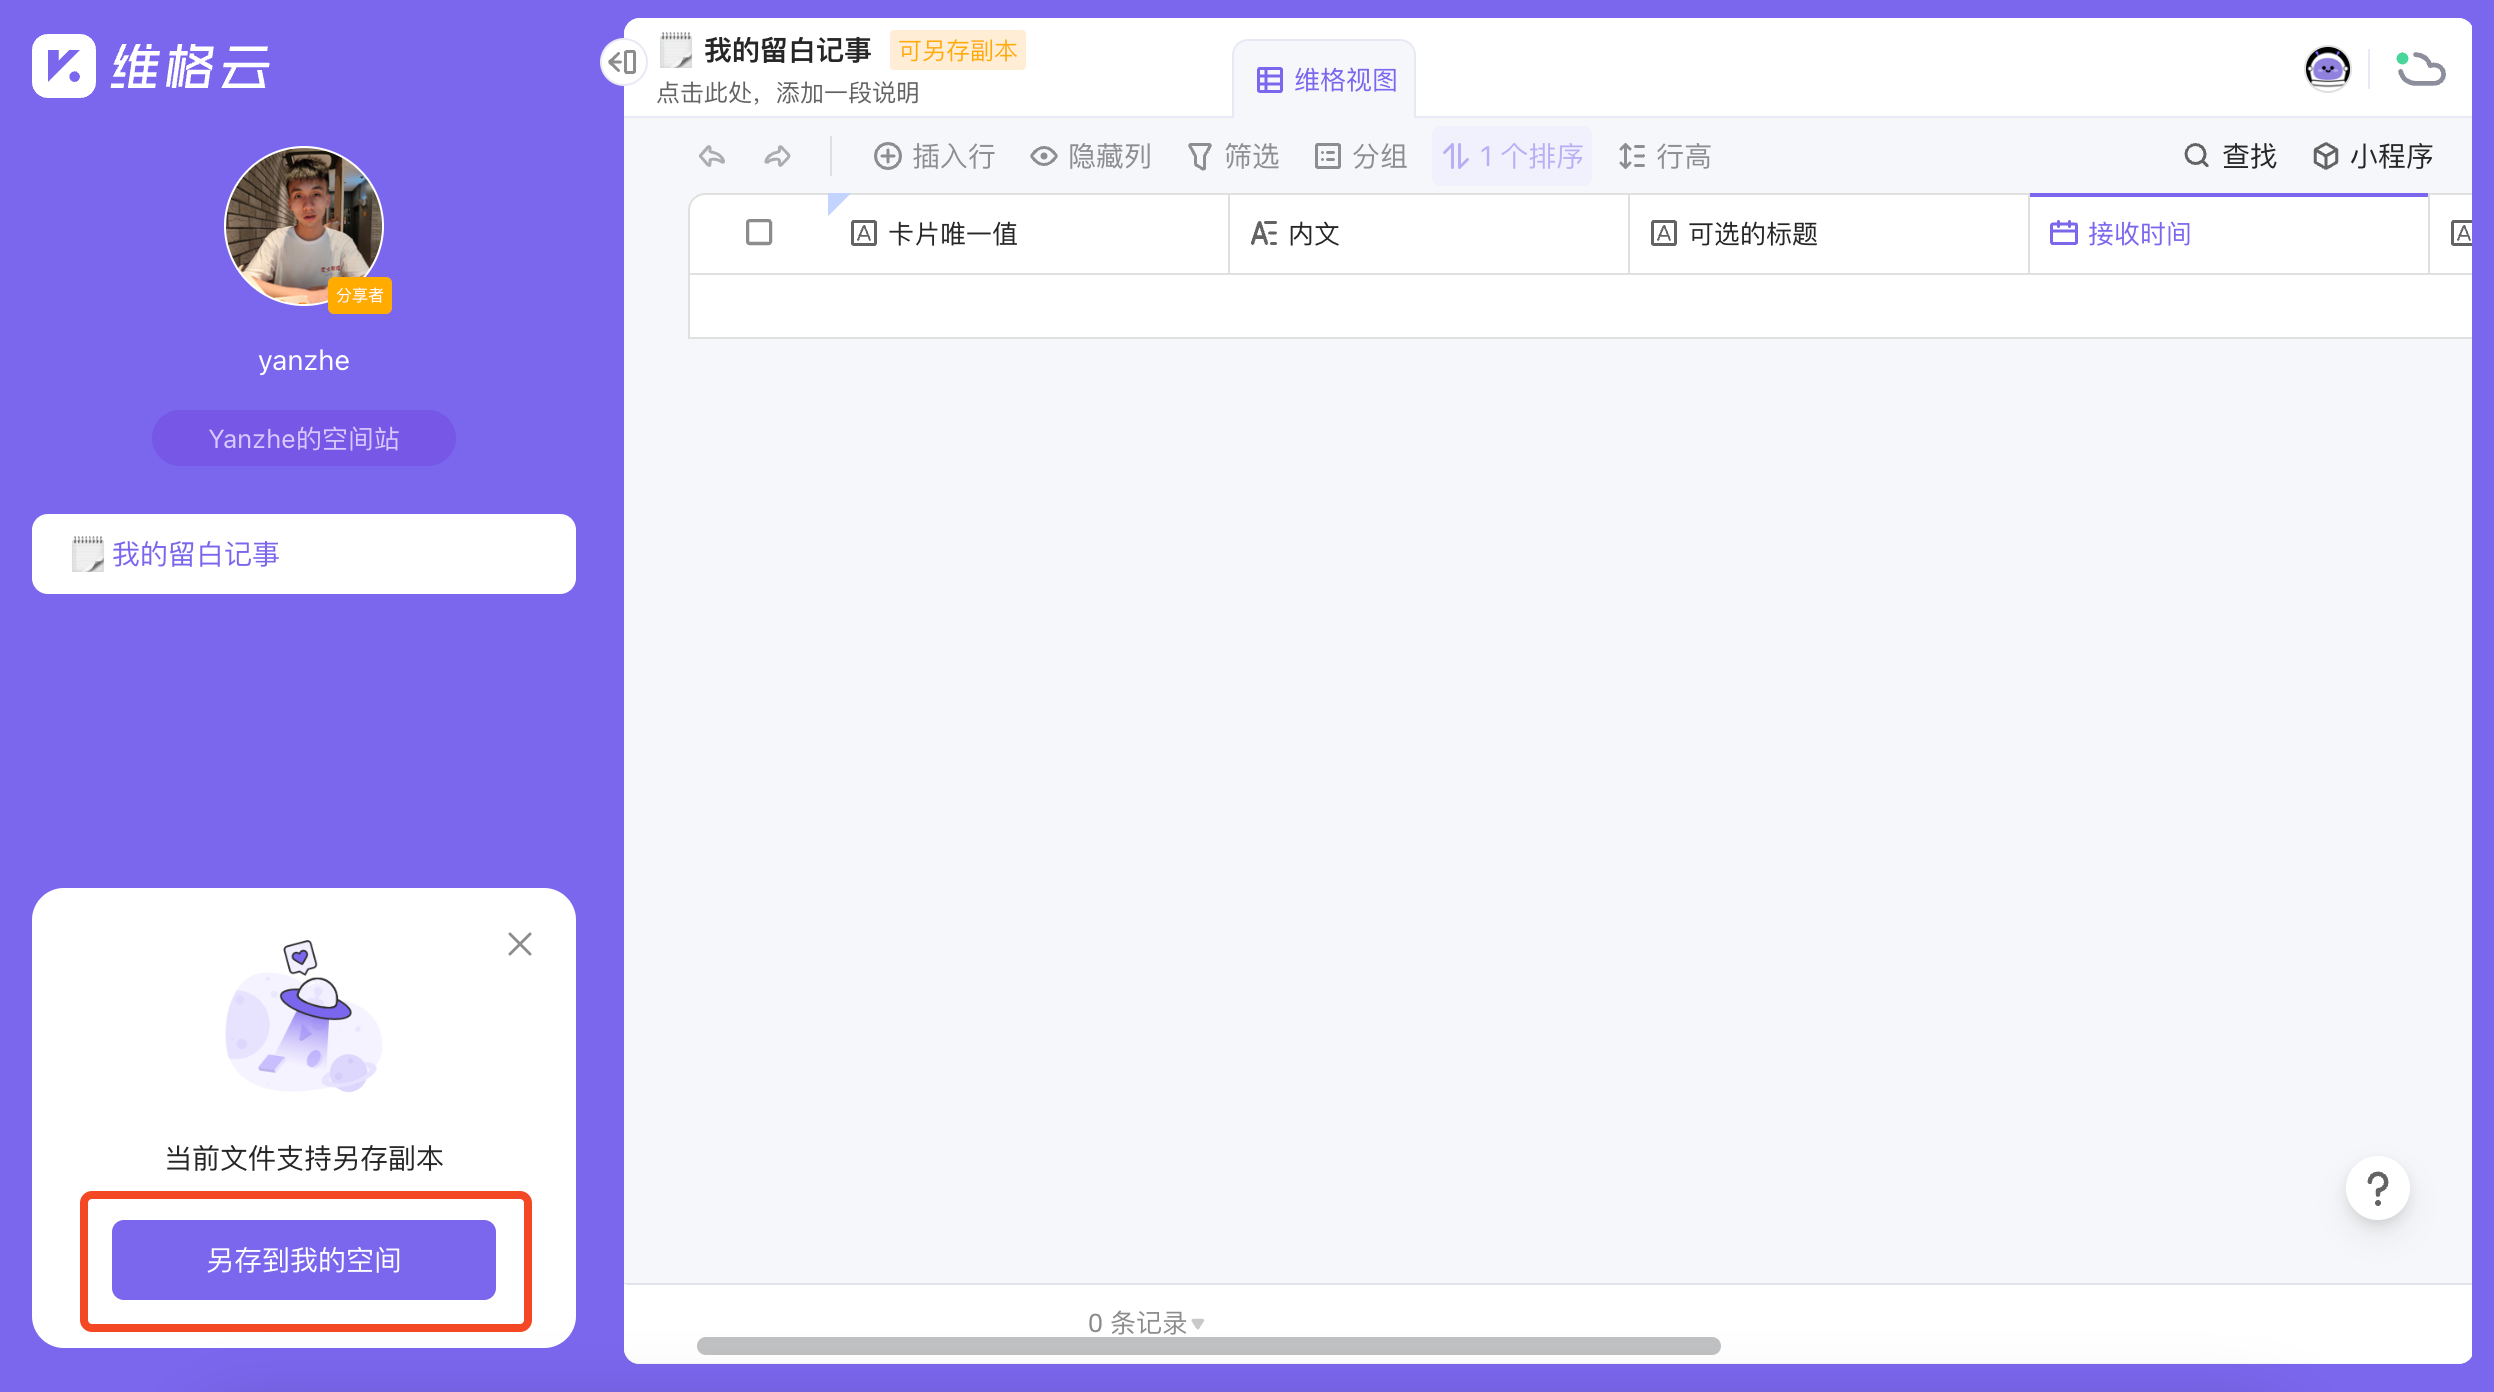 维格云
分享者
yanzhe
Yanzhe的空间站
我的留白记事
当前文件支持另存副本
另存到我的空间
我的留白记事 可另存副本
点击此处，添加一段说明
维格视图
插入行 隐藏列 筛选 分组 1 个排序 行高 查找 小程序
卡片唯一值 内文 可选的标题 接收时间
0 条记录